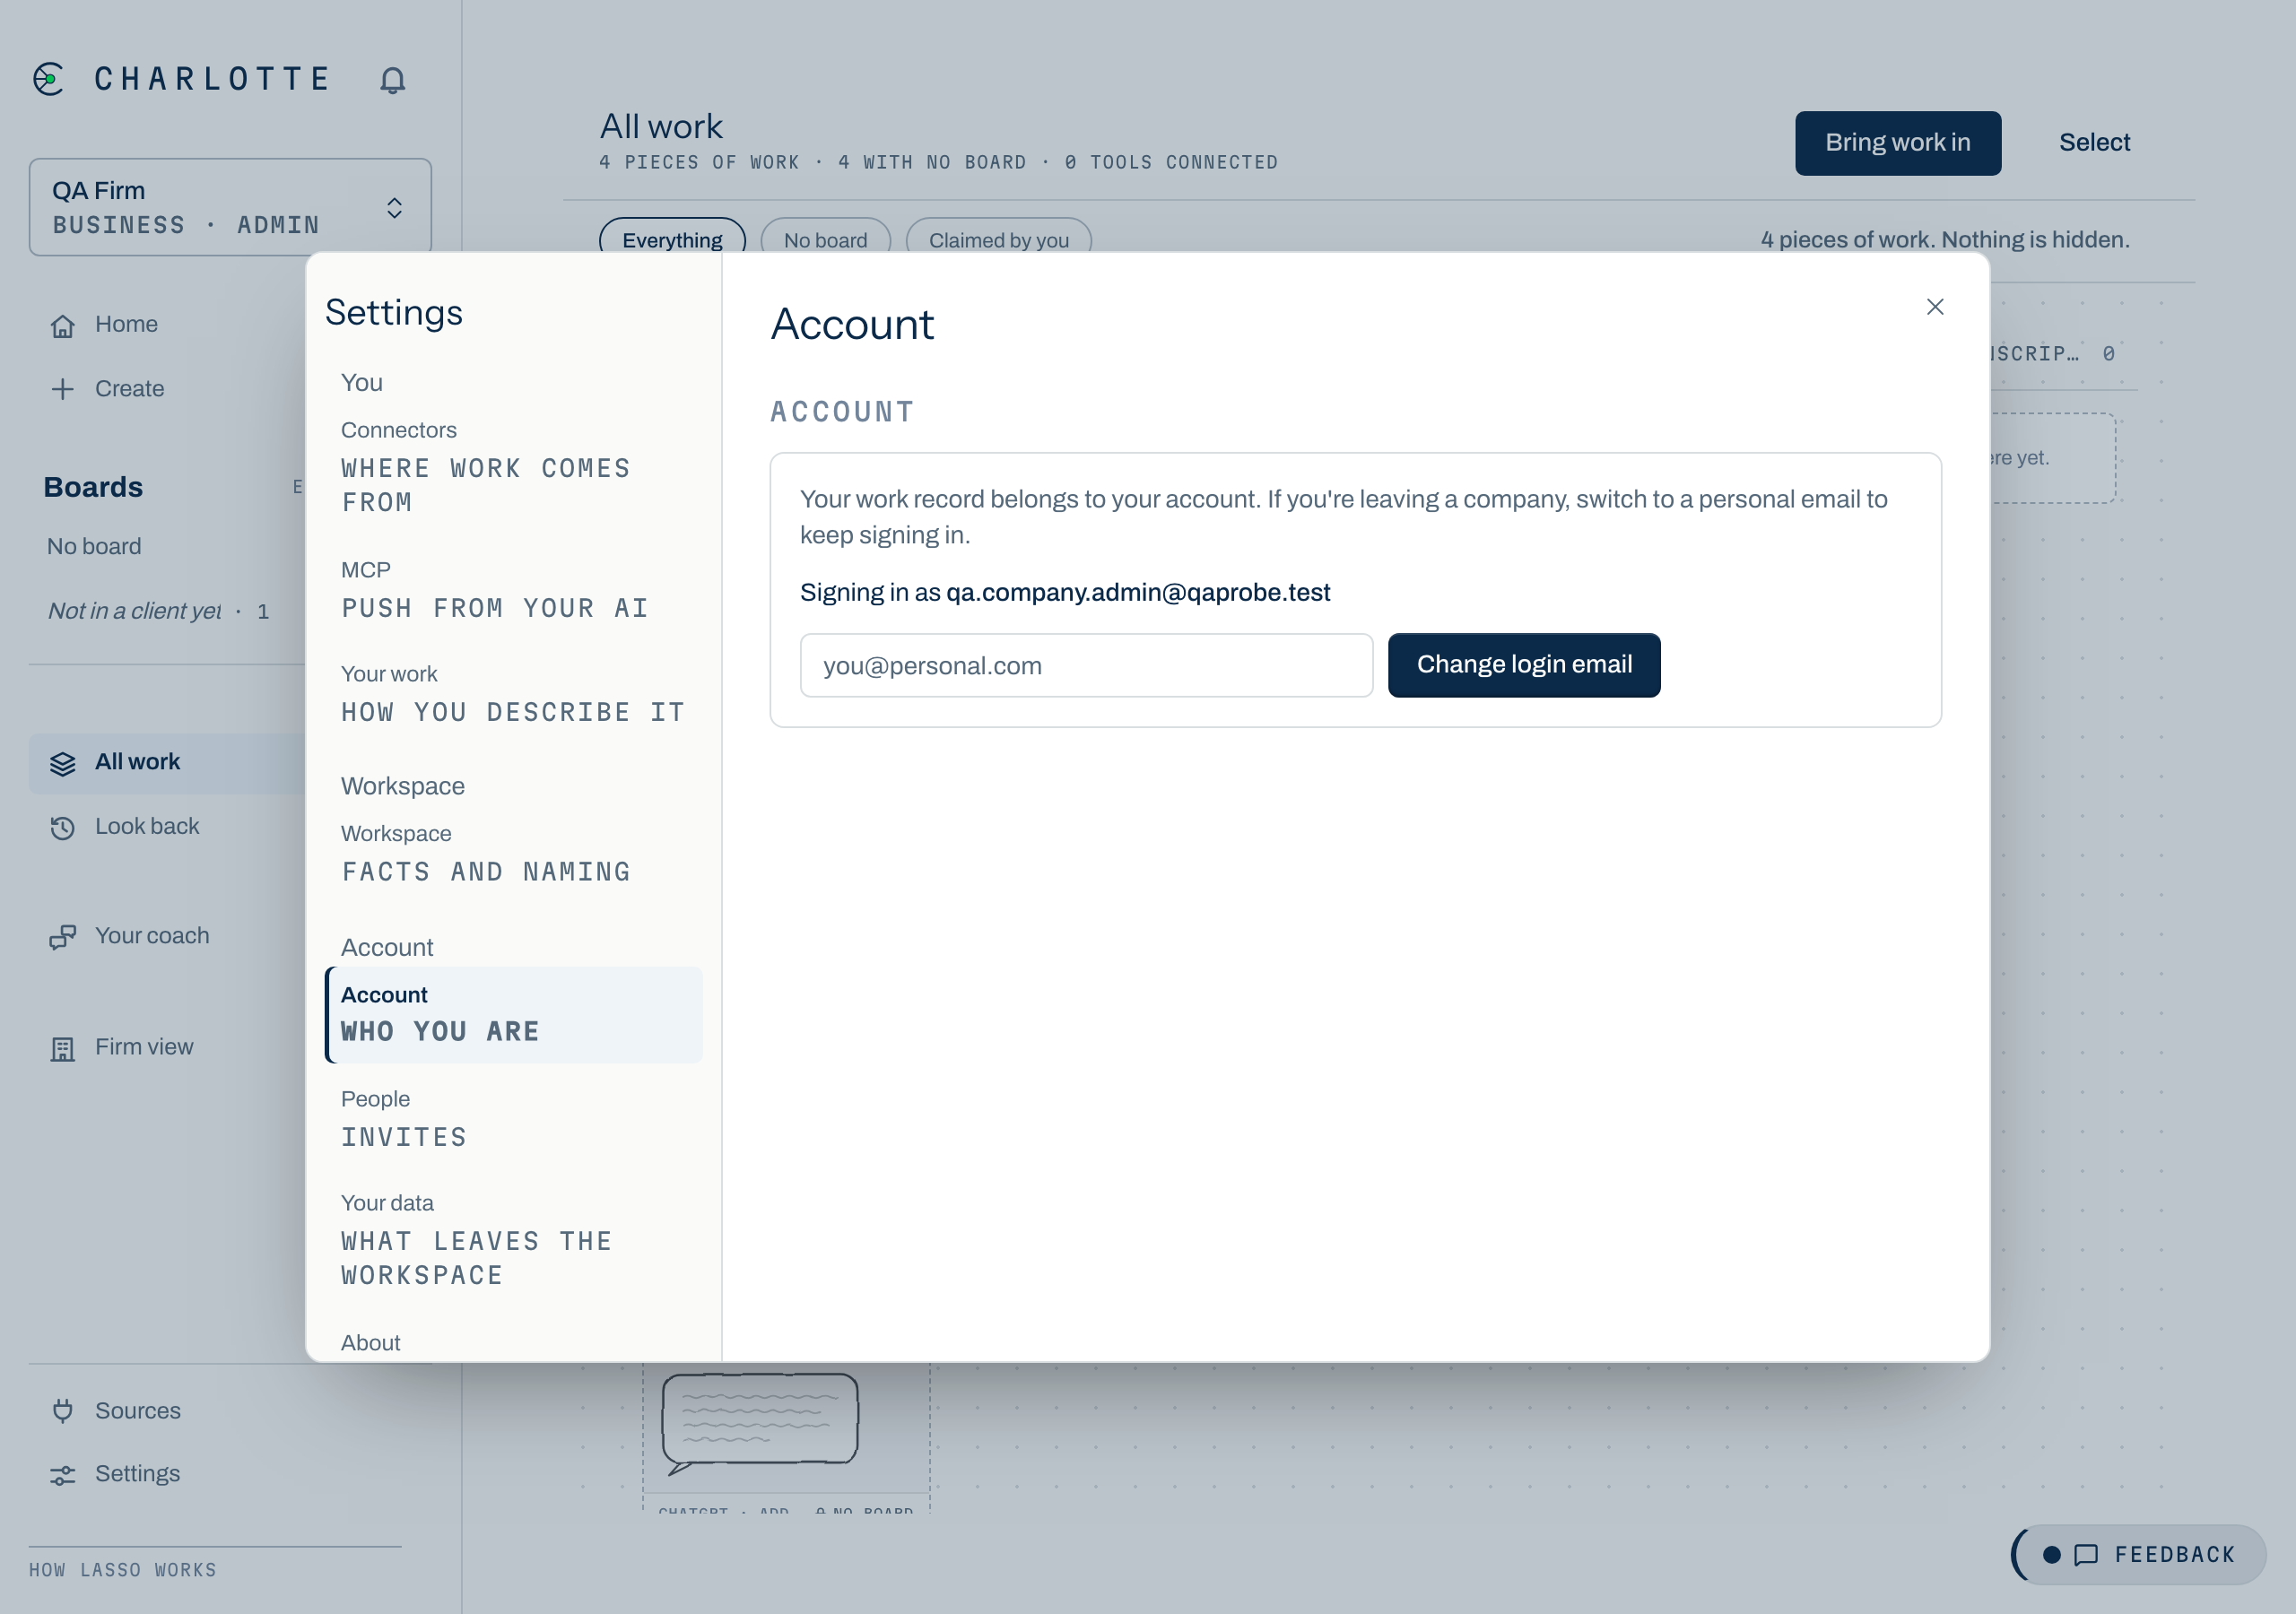 CHARLOTTE
QA Firm
BUSINESS · ADMIN
Home
Create
Boards
No board
Not in a client yet · 1
All work
Look back
Your coach
Firm view
Sources
Settings
HOW LASSO WORKS
All work
4 PIECES OF WORK · 4 WITH NO BOARD · 0 TOOLS CONNECTED
Bring work in
Select
Everything
No board
Claimed by you
4 pieces of work. Nothing is hidden.
0
yet.
Settings
You
Connectors
WHERE WORK COMES
FROM
MCP
PUSH FROM YOUR AI
Your work
HOW YOU DESCRIBE IT
Workspace
Workspace
FACTS AND NAMING
Account
Account
WHO YOU ARE
People
INVITES
Your data
WHAT LEAVES THE
WORKSPACE
About
Account
ACCOUNT
Your work record belongs to your account. If you're leaving a company, switch to a personal email to
keep signing in.
Signing in as qa.company.admin@qaprobe.test
you@personal.com
Change login email
CHATGPT · ADD
NO BOARD
FEEDBACK